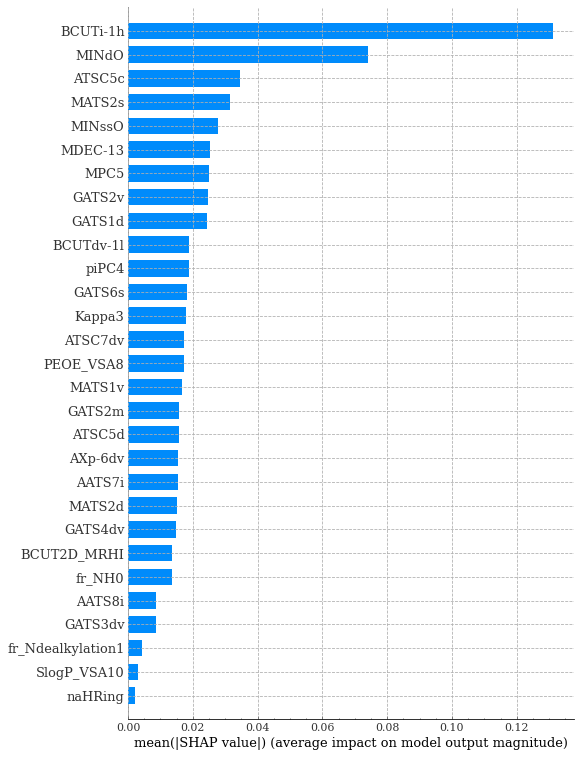 BCUTi-1h
MINdO
ATSC5c
MATS2s
MINssO
MDEC-13
MPC5
GATS2v
GATS1d
BCUTdv-1l
piPC4
GATS6s
Kappa3
ATSC7dv
PEOE_VSA8
MATS1v
GATS2m
ATSC5d
AXp-6dv
AATS7i
MATS2d
GATS4dv
BCUT2D_MRHI
fr_NH0
AATS8i
GATS3dv
fr_Ndealkylation1
SlogP_VSA10
naHRing
0.00 0.02 0.04 0.06 0.08 0.10 0.12
mean(|SHAP value|) (average impact on model output magnitude)